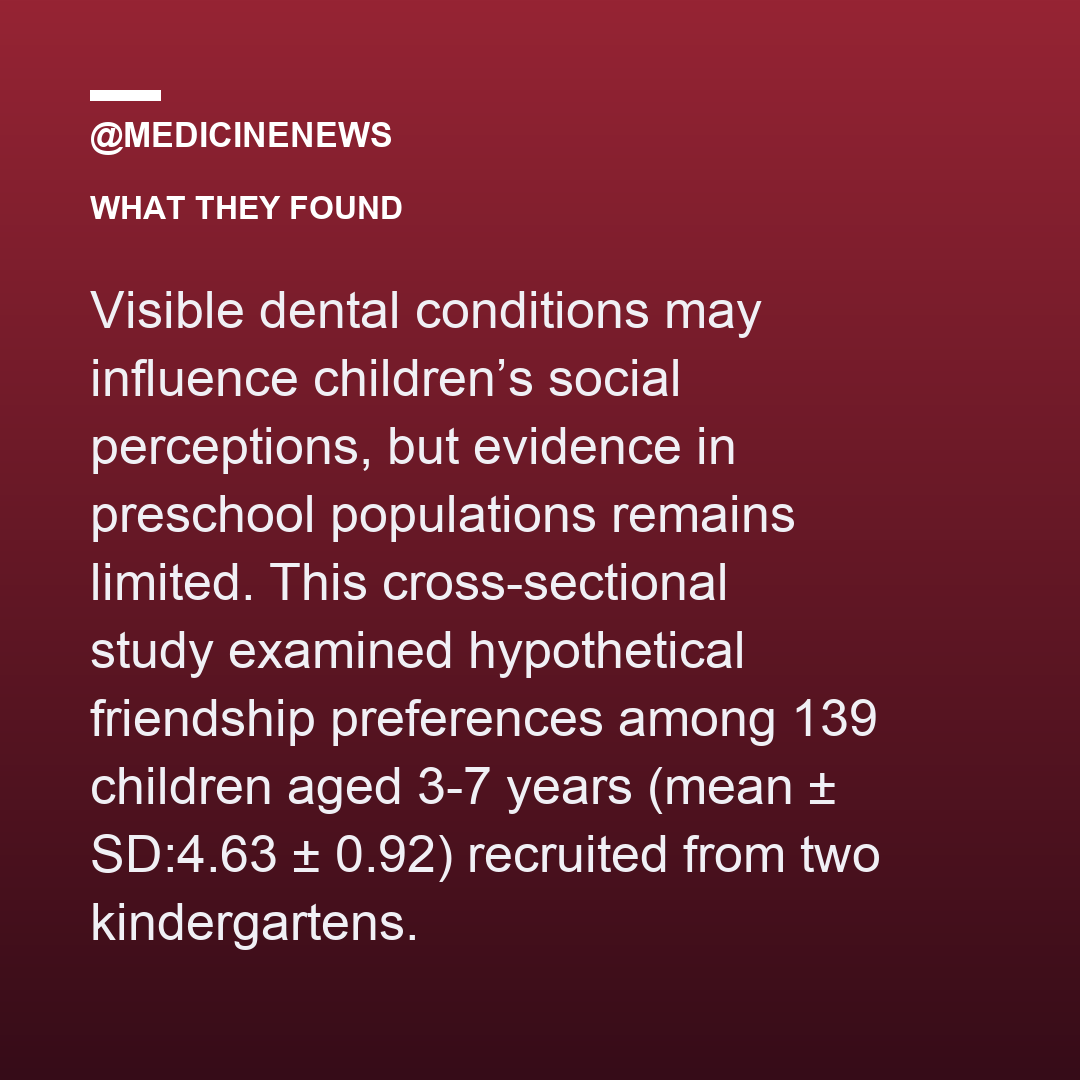 @MEDICINENEWS
WHAT THEY FOUND
Visible dental conditions may
influence children’s social
perceptions, but evidence in
preschool populations remains
limited. This cross-sectional
study examined hypothetical
friendship preferences among 139
children aged 3-7 years (mean ±
SD:4.63 ± 0.92) recruited from two
kindergartens.